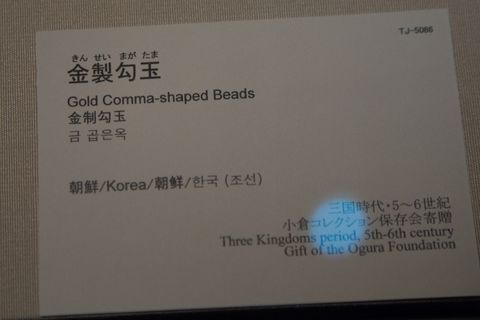 TJ-5086
きん せい まが たま
金製勾玉
Gold Comma-shaped Beads
金制勾玉
금 곱은옥
朝鮮/Korea/朝鲜/한국 (조선)
三国時代・5～6世紀
小倉コレクション保存会寄贈
Three Kingdoms period, 5th-6th century
Gift of the Ogura Foundation